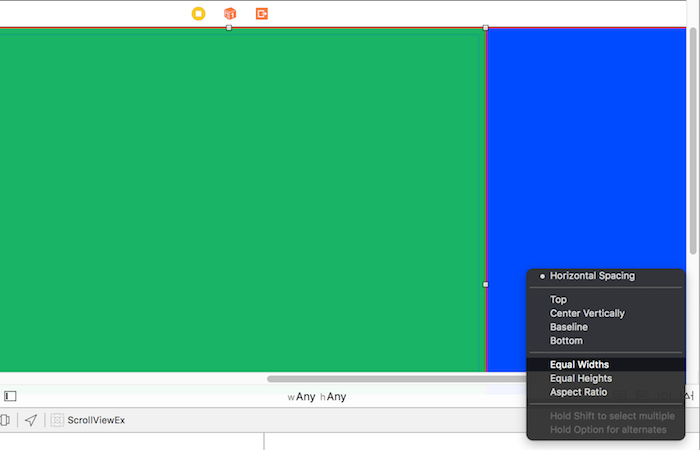 Horizontal Spacing
Top
Center Vertically
Baseline
Bottom
Equal Widths
Equal Heights
Aspect Ratio
Hold Shift to select multiple
Hold Option for alternates
wAny hAny
ScrollViewEx